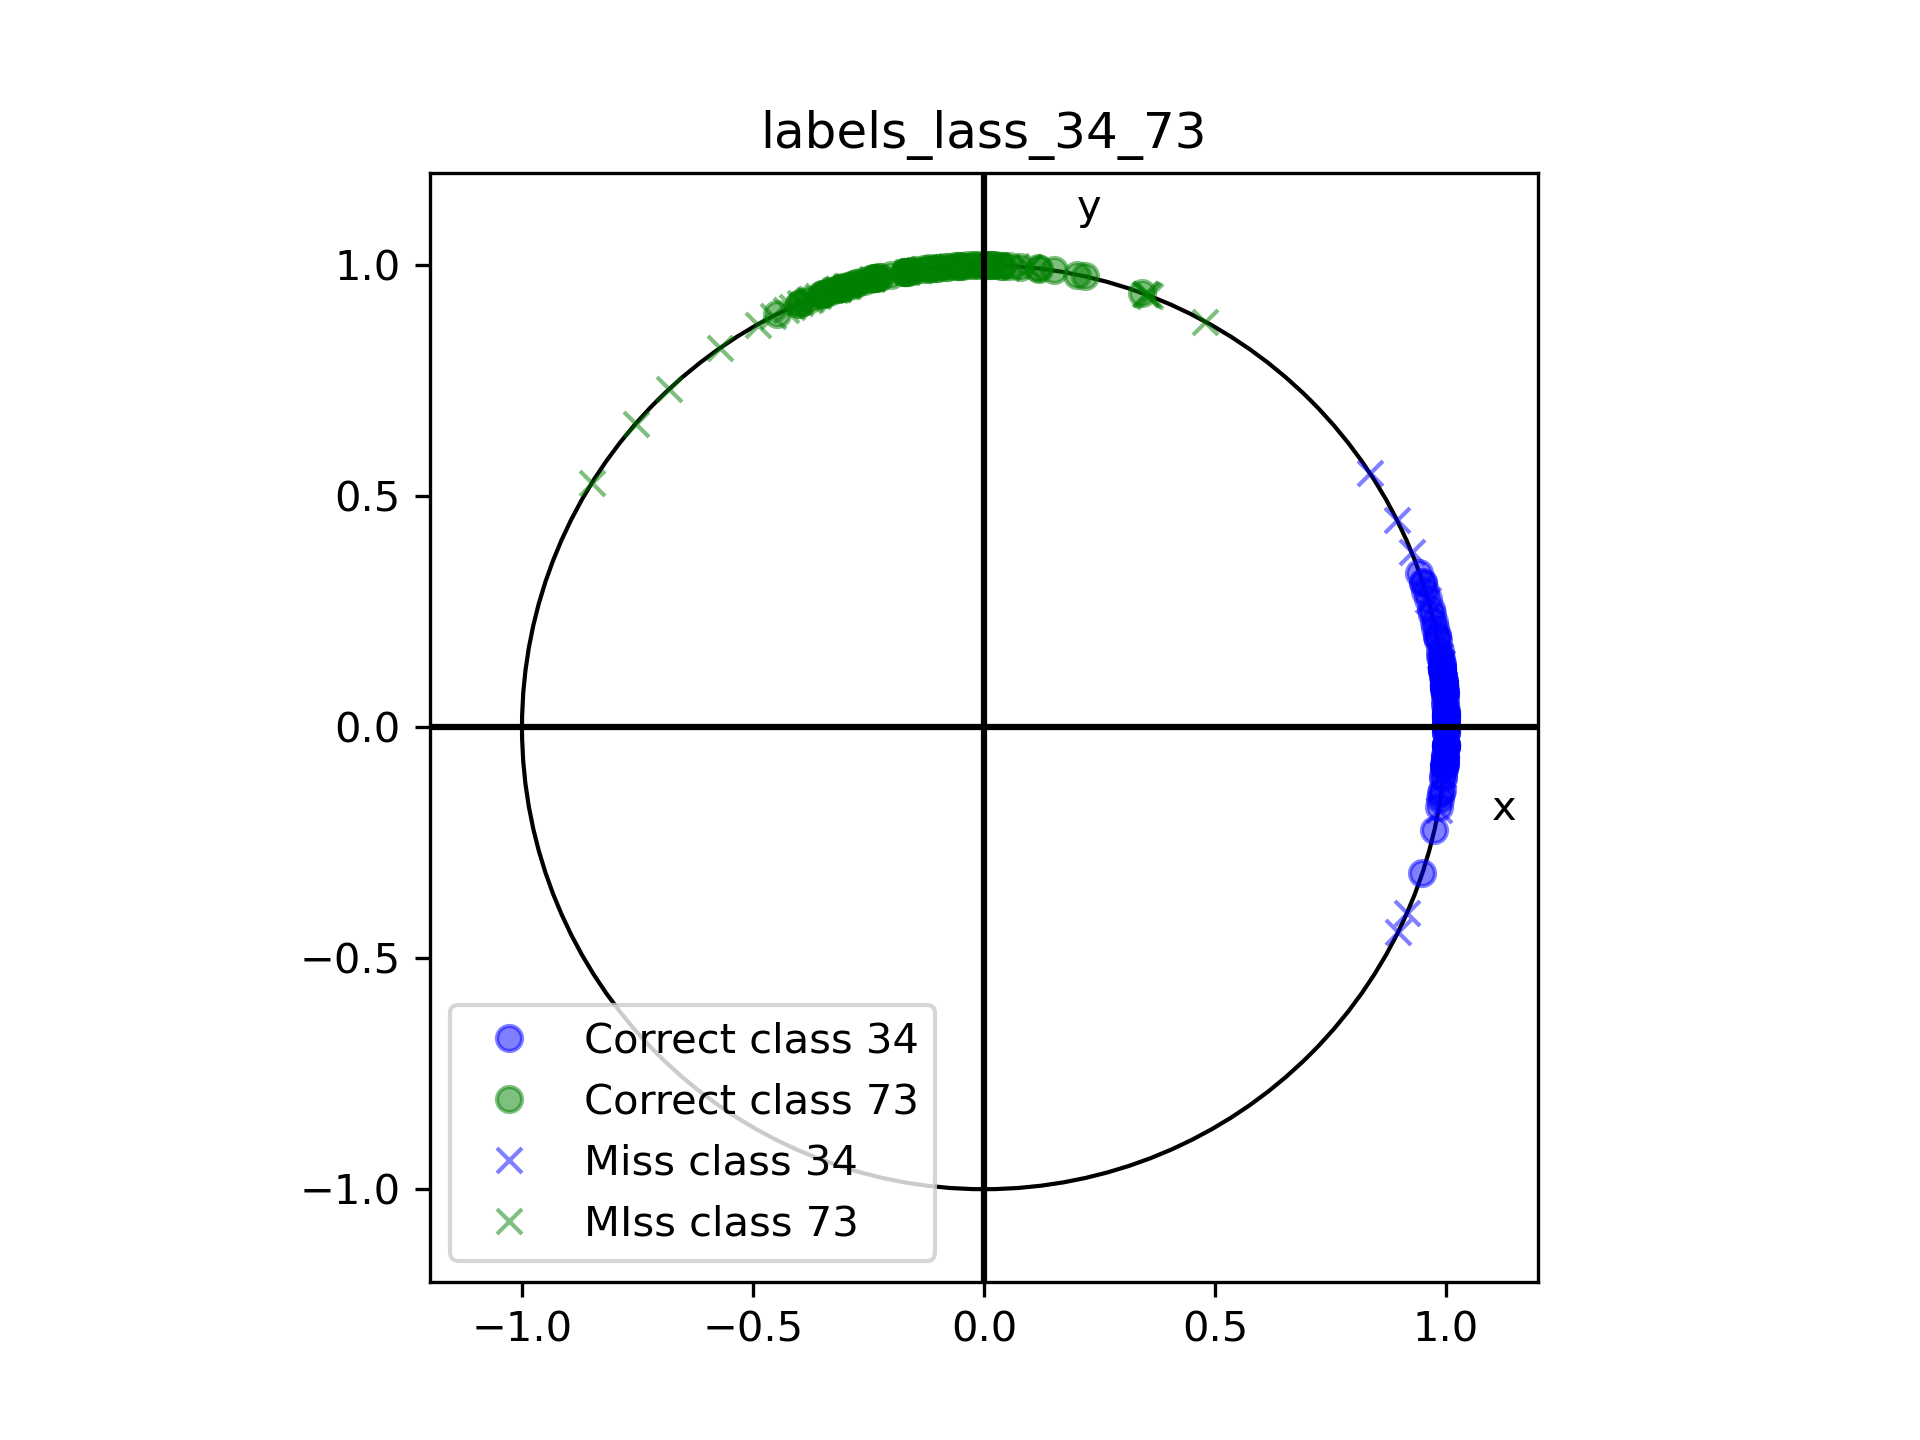 labels_lass_34_73
y
1.0
0.5
0.0
−0.5
−1.0
x
Correct class 34
Correct class 73
Miss class 34
MIss class 73
−1.0 −0.5 0.0 0.5 1.0